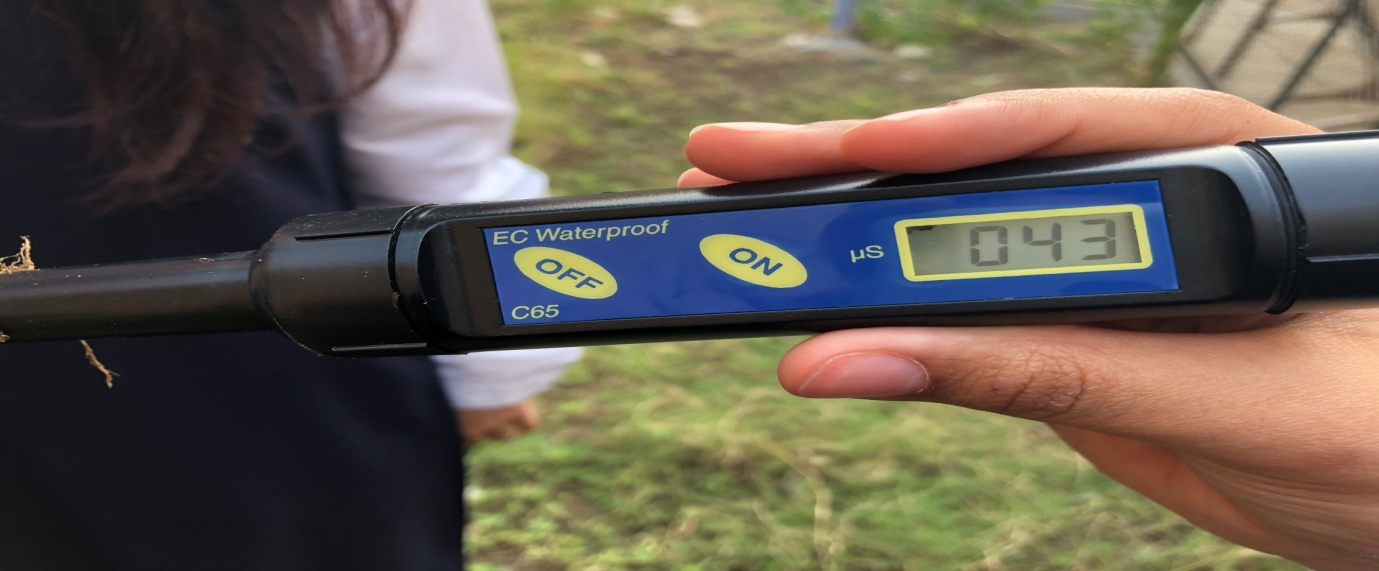 EC Waterproof
OFF
ON
µS
043
C65